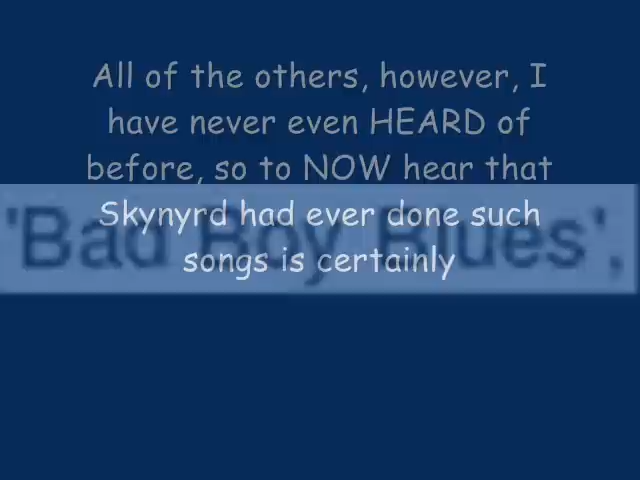 All of the others, however, I
have never even HEARD of
before, so to NOW hear that
Skynyrd had ever done such
songs is certainly
'Bad Boy Blues',